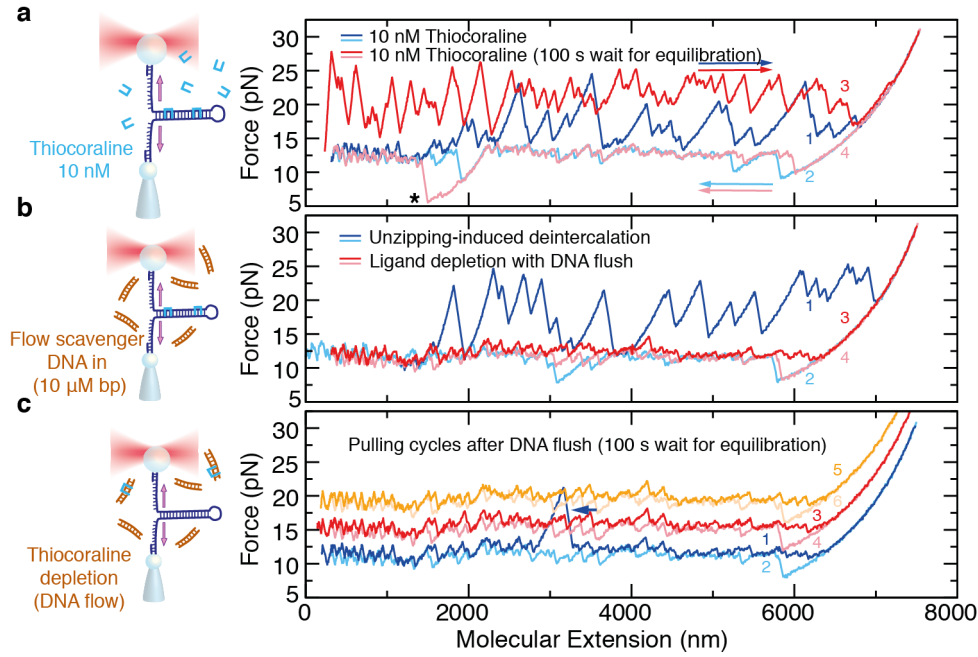 a
Thiocoraline
10 nM
Force (pN)
30
25
20
15
10
5
10 nM Thiocoraline
10 nM Thiocoraline (100 s wait for equilibration)
3
1
4
2
*
b
Flow scavenger
DNA in
(10 µM bp)
Force (pN)
30
25
20
15
10
5
Unzipping-induced deintercalation
Ligand depletion with DNA flush
1
3
4
2
c
Thiocoraline
depletion
(DNA flow)
Force (pN)
30
25
20
15
10
5
Pulling cycles after DNA flush (100 s wait for equilibration)
5
6
3
1
4
2
0 2000 4000 6000 8000
Molecular Extension (nm)